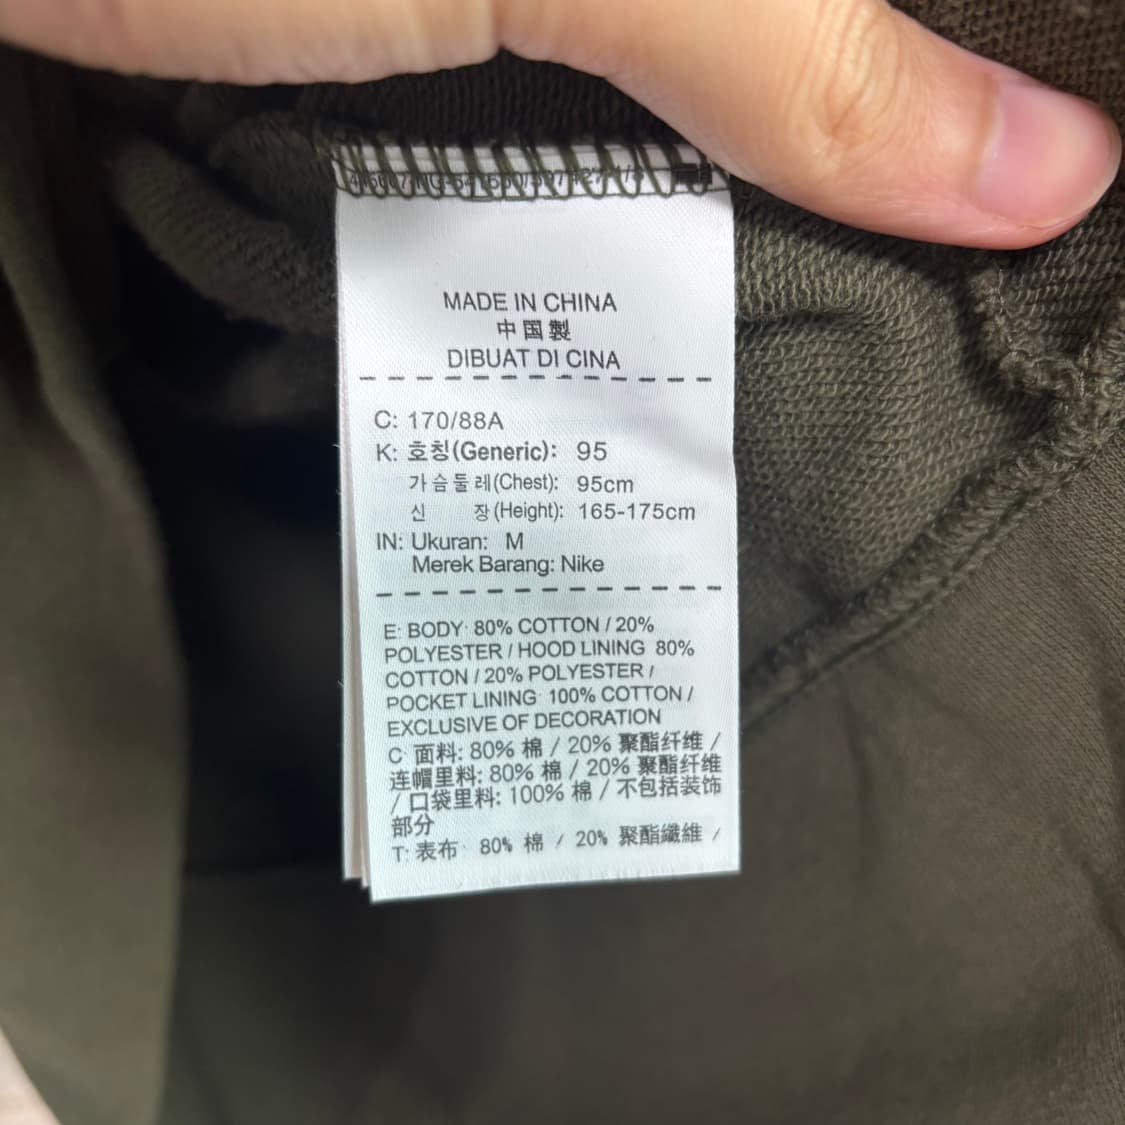 MADE IN CHINA
中国製
DIBUAT DI CINA
C: 170/88A
K: 호칭(Generic): 95
가슴둘레(Chest): 95cm
신 장(Height): 165-175cm
IN: Ukuran: M
Merek Barang: Nike
E: BODY: 80% COTTON / 20%
POLYESTER / HOOD LINING 80%
COTTON / 20% POLYESTER /
POCKET LINING: 100% COTTON /
EXCLUSIVE OF DECORATION
C 面料: 80% 棉 / 20% 聚酯纤维 /
连帽里料: 80% 棉 / 20% 聚酯纤维
/ 口袋里料: 100% 棉 / 不包括装饰
部分
T: 表布: 80% 棉 / 20% 聚酯纖維 /